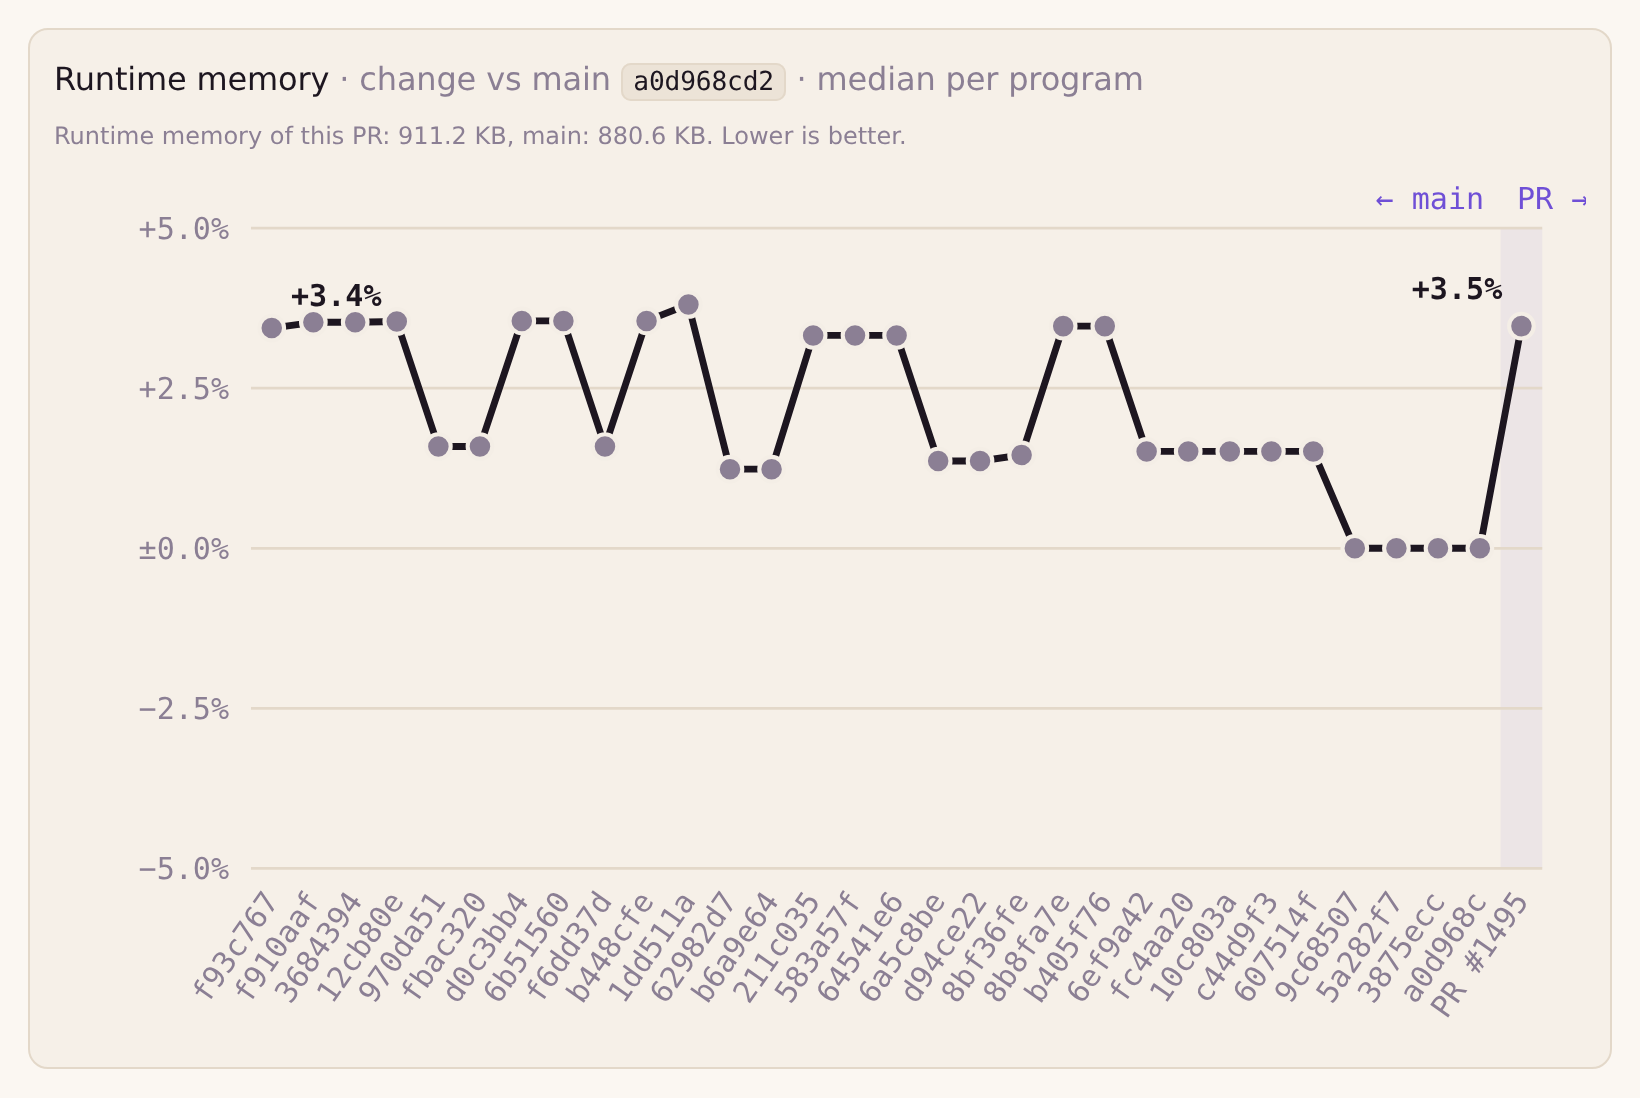 Runtime memory · change vs main a0d968cd2 · median per program
Runtime memory of this PR: 911.2 KB, main: 880.6 KB. Lower is better.
← main PR →
+5.0%
+3.4%
+3.5%
+2.5%
±0.0%
−2.5%
−5.0%
f93c767
f910aaf
3684394
12cb80e
970da51
fbac320
d0c3bb4
6b51560
f6dd37d
b448cfe
1dd511a
62982d7
b6a9e64
211c035
583a57f
64541e6
6a5c8be
d94ce22
8bf36fe
8b8fa7e
b405f76
6ef9a42
fc4aa20
10c803a
c44d9f3
607514f
9c68507
5a282f7
3875ecc
a0d968c
PR #1495